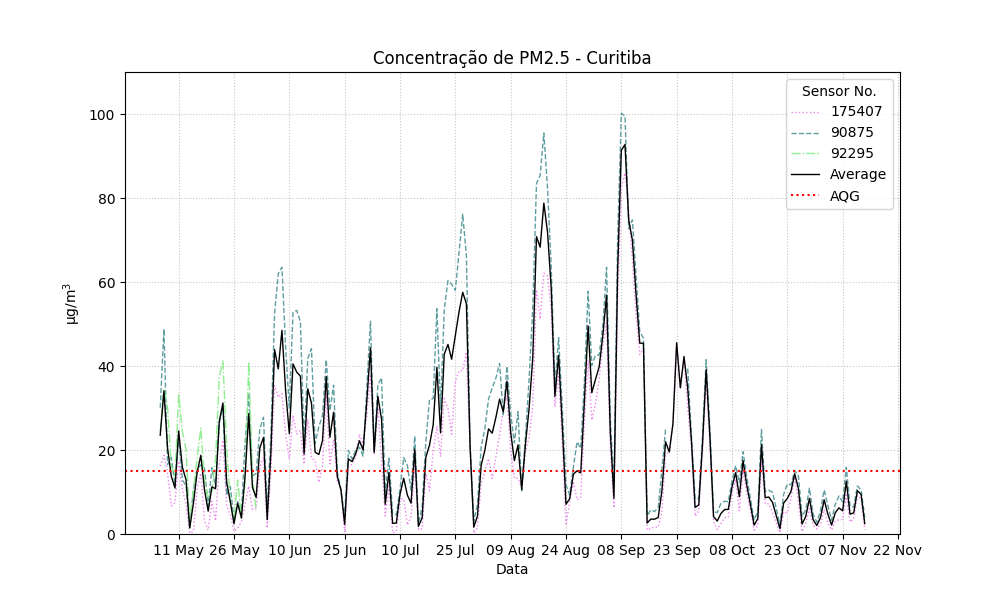 Concentração de PM2.5 - Curitiba
Sensor No.
175407
90875
92295
Average
AQG
µg/m³
100
80
60
40
20
0
11 May 26 May 10 Jun 25 Jun 10 Jul 25 Jul 09 Aug 24 Aug 08 Sep 23 Sep 08 Oct 23 Oct 07 Nov 22 Nov
Data